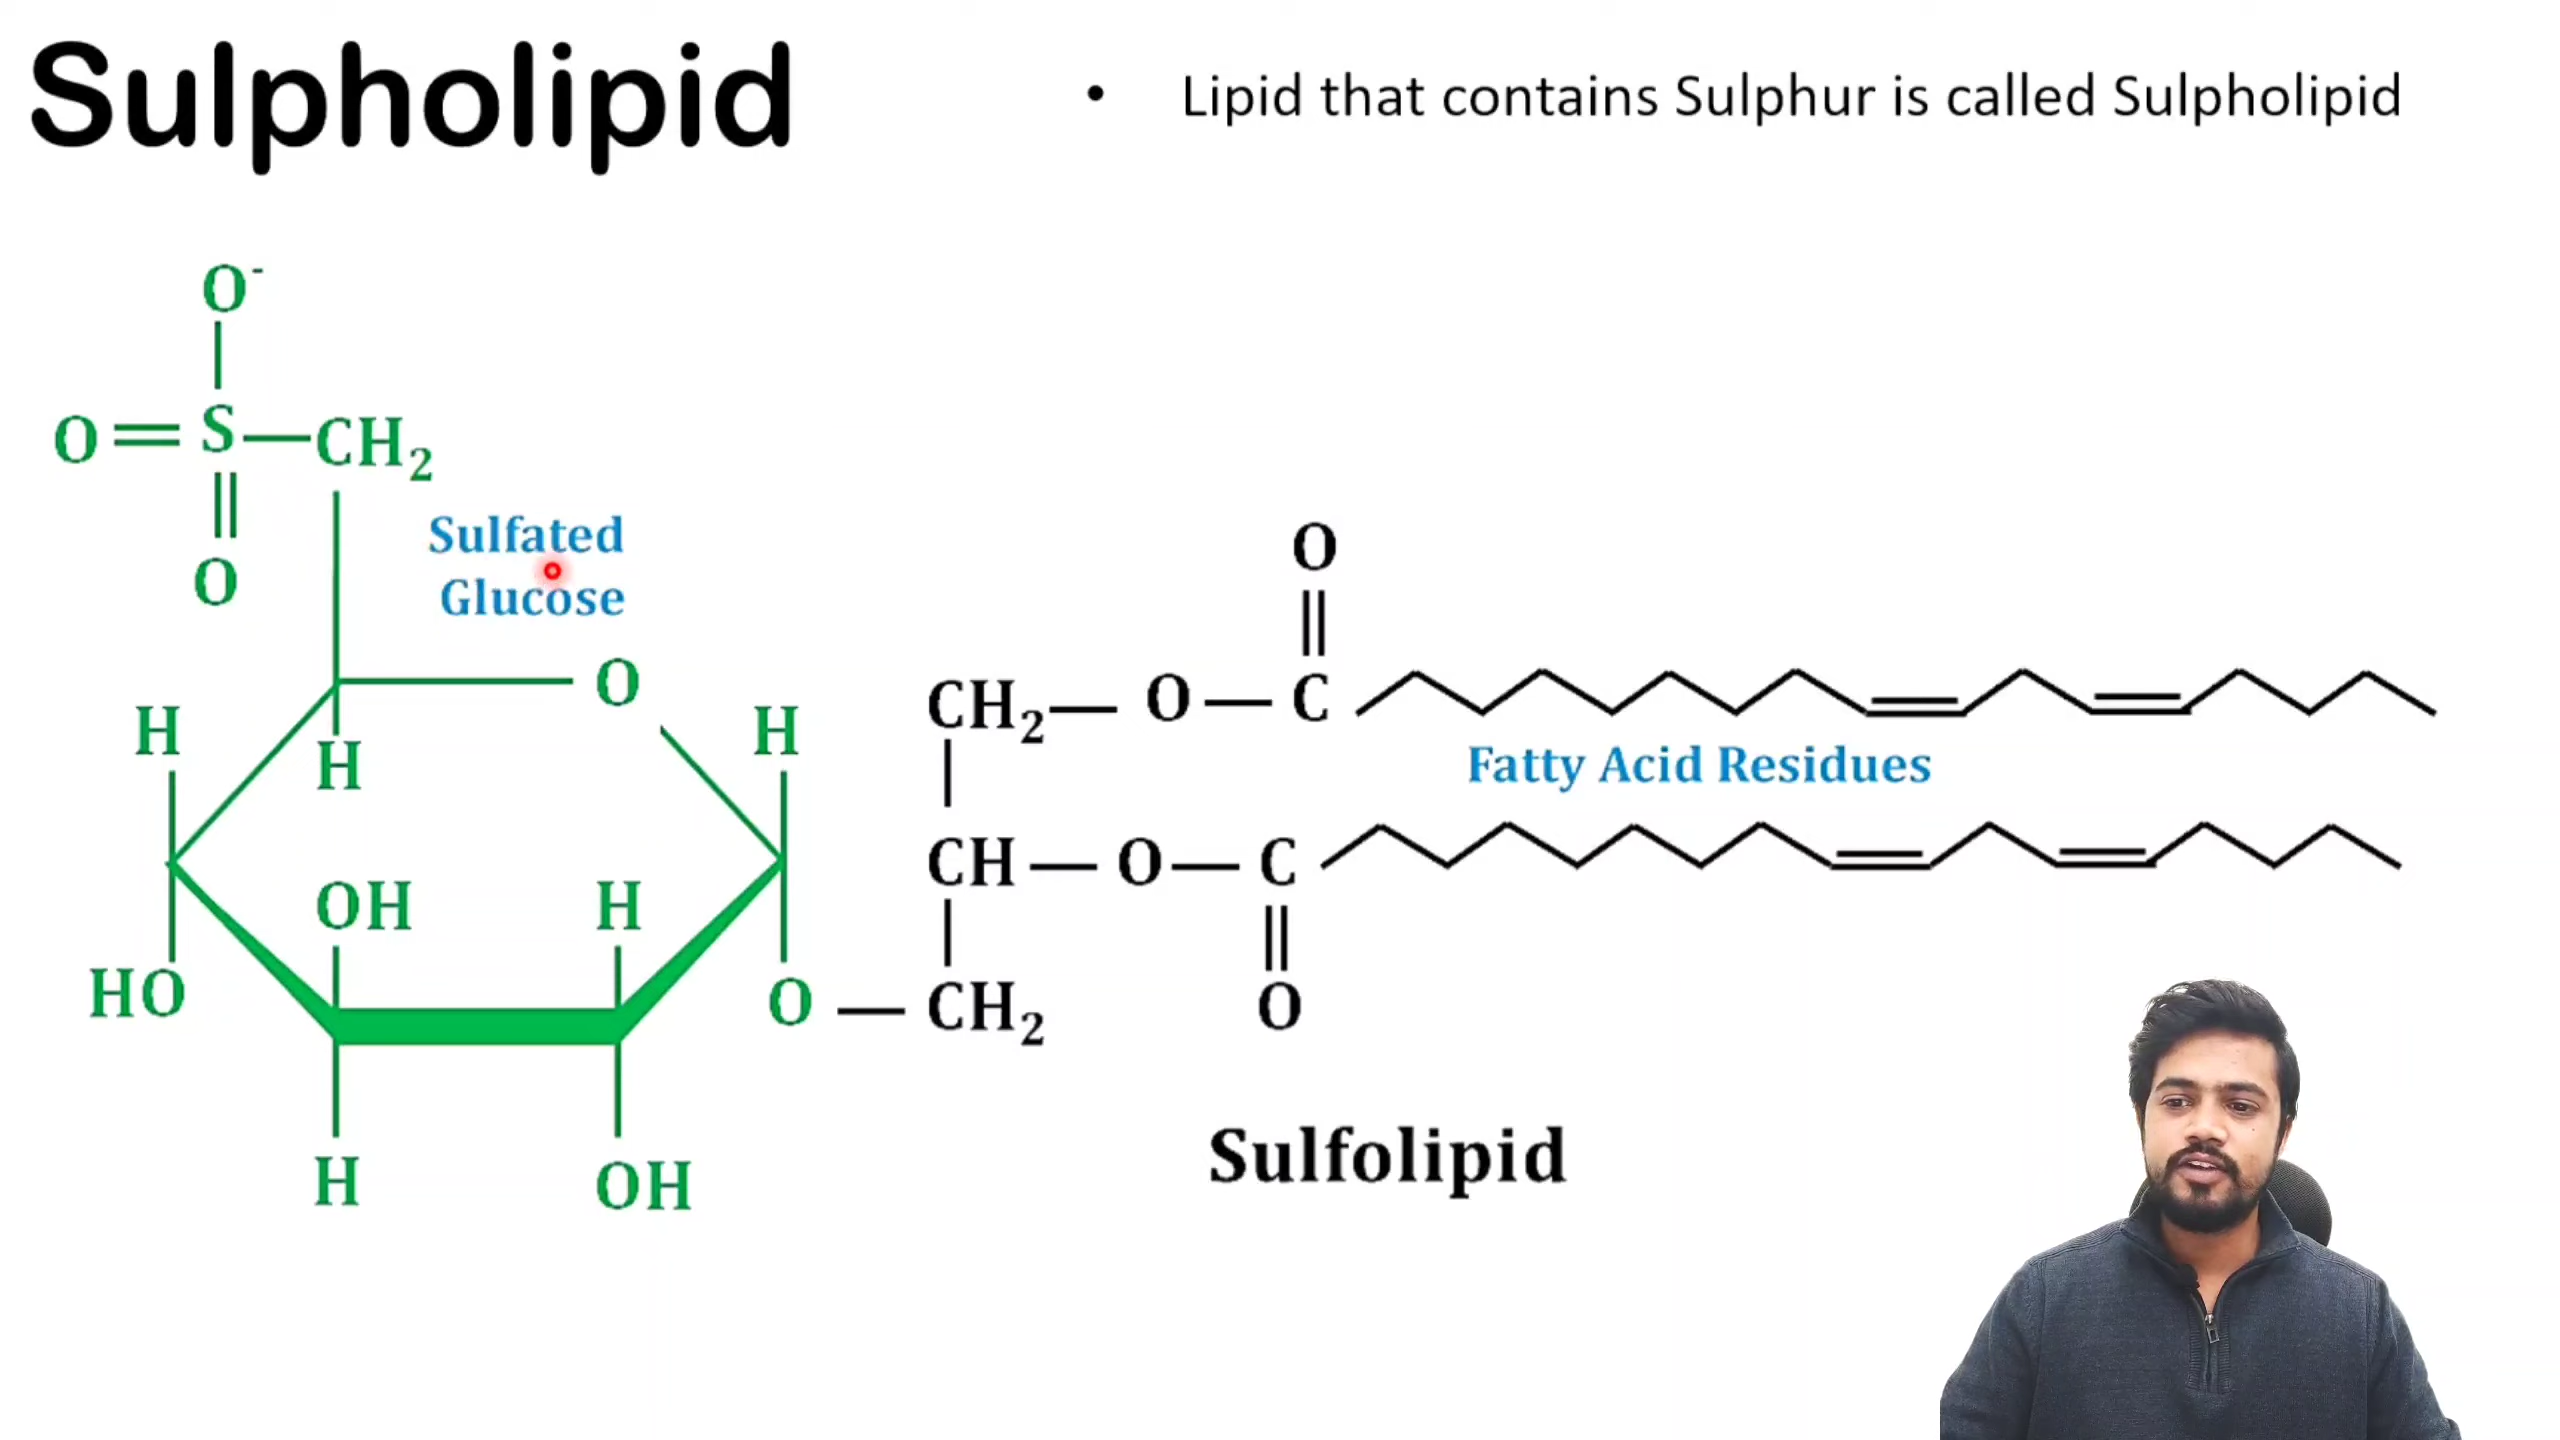 Sulpholipid
• Lipid that contains Sulphur is called Sulpholipid
O-
O S CH2
O
Sulfated
Glucose
O
H H
H
OH H
HO
O CH2
H OH
O
CH2 O C
Fatty Acid Residues
CH O C
O
Sulfolipid